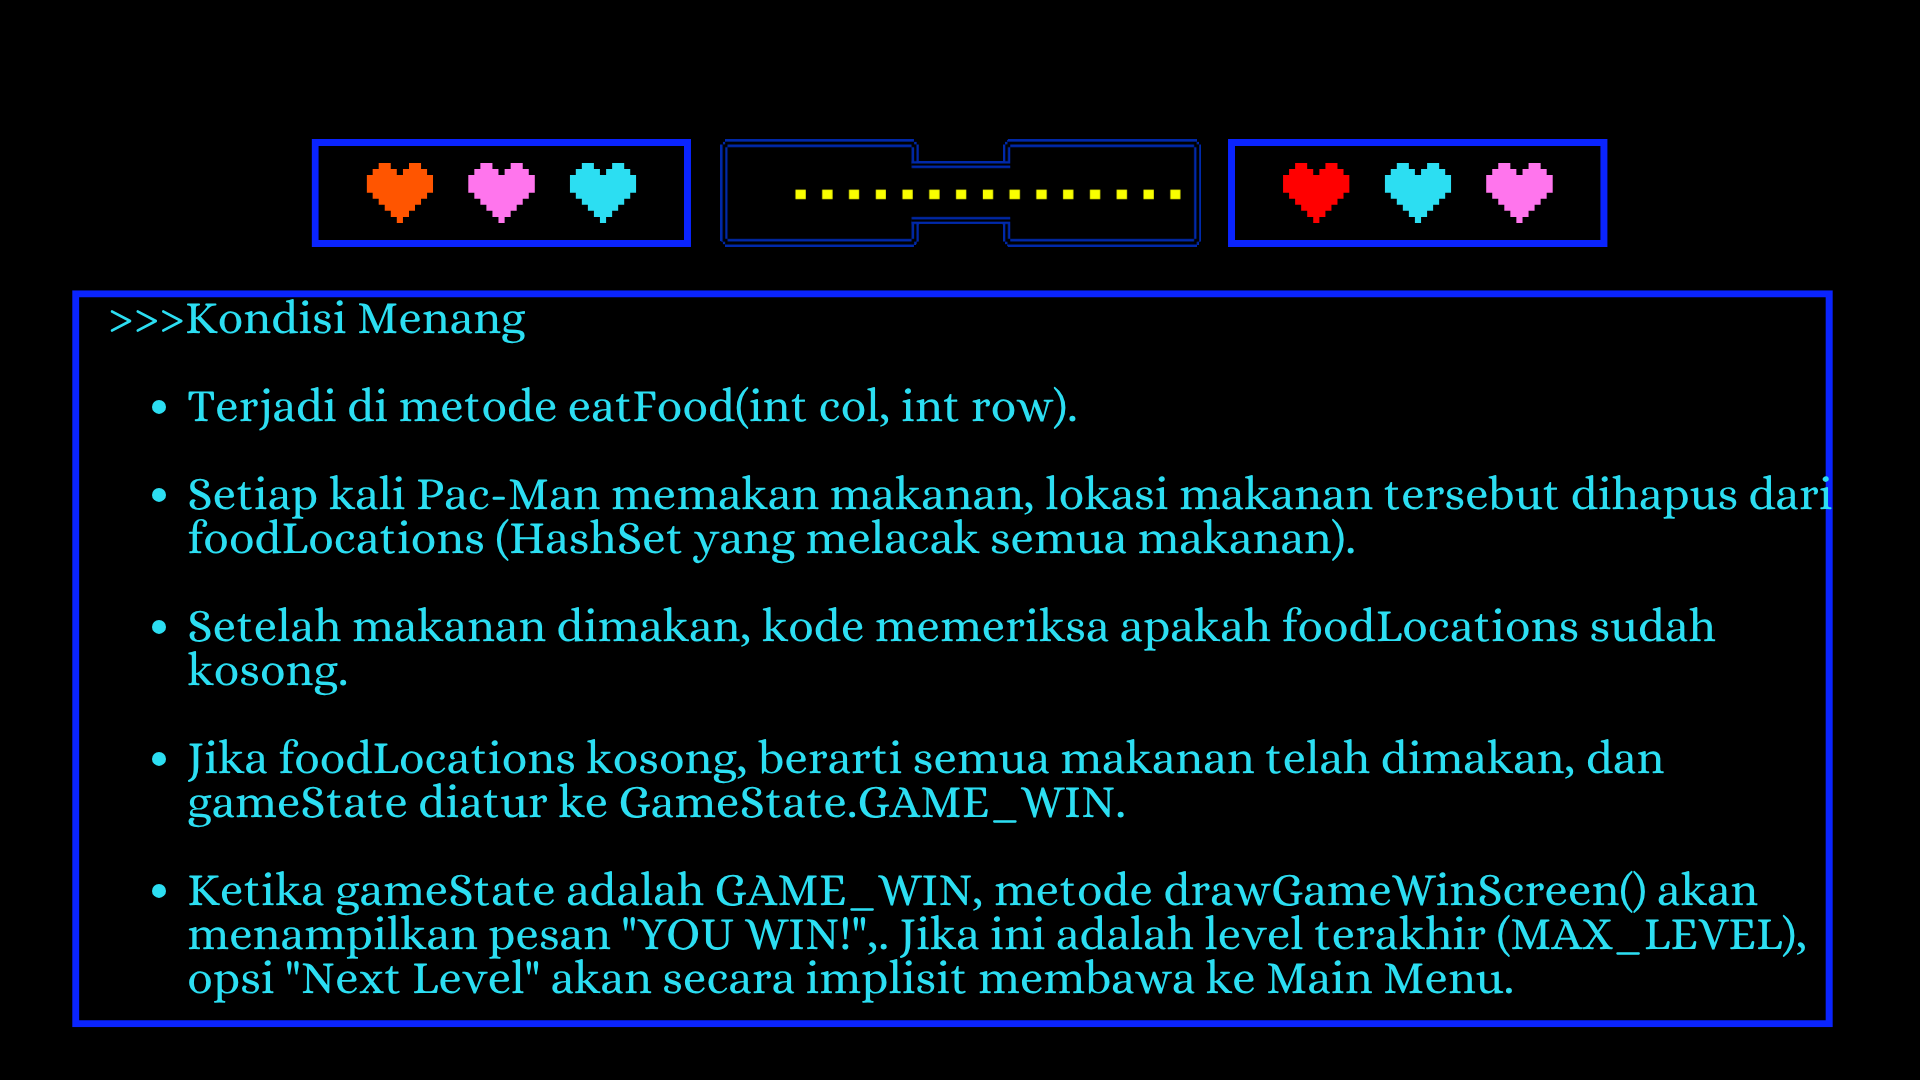 >>>Kondisi Menang
• Terjadi di metode eatFood(int col, int row).
• Setiap kali Pac-Man memakan makanan, lokasi makanan tersebut dihapus dari
foodLocations (HashSet yang melacak semua makanan).
• Setelah makanan dimakan, kode memeriksa apakah foodLocations sudah
kosong.
• Jika foodLocations kosong, berarti semua makanan telah dimakan, dan
gameState diatur ke GameState.GAME_WIN.
• Ketika gameState adalah GAME_WIN, metode drawGameWinScreen() akan
menampilkan pesan "YOU WIN!",. Jika ini adalah level terakhir (MAX_LEVEL),
opsi "Next Level" akan secara implisit membawa ke Main Menu.